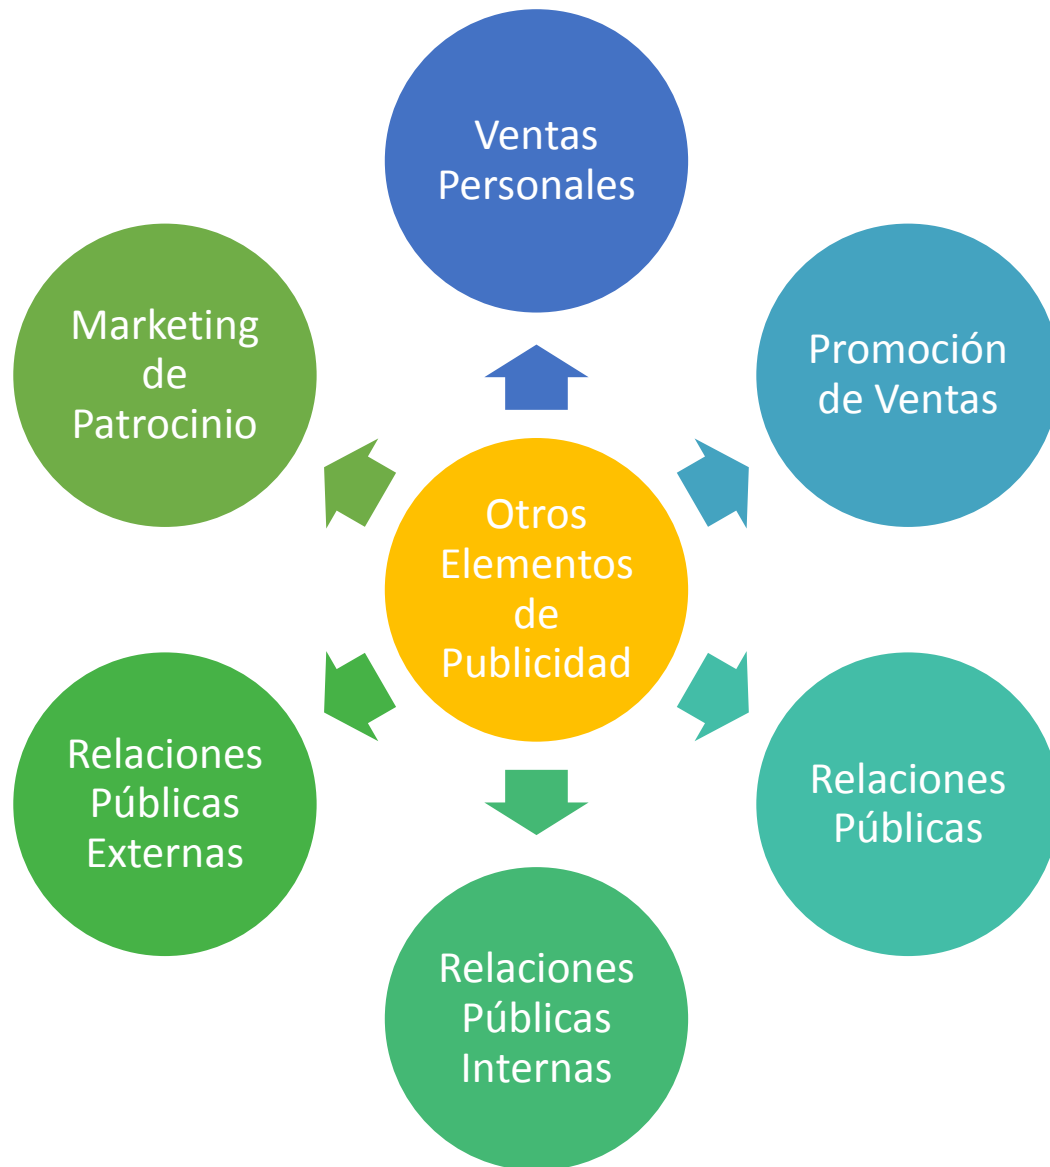 Ventas
Personales
Promoción
de Ventas
Relaciones
Públicas
Relaciones
Públicas
Internas
Relaciones
Públicas
Externas
Marketing
de
Patrocinio
Otros
Elementos
de
Publicidad